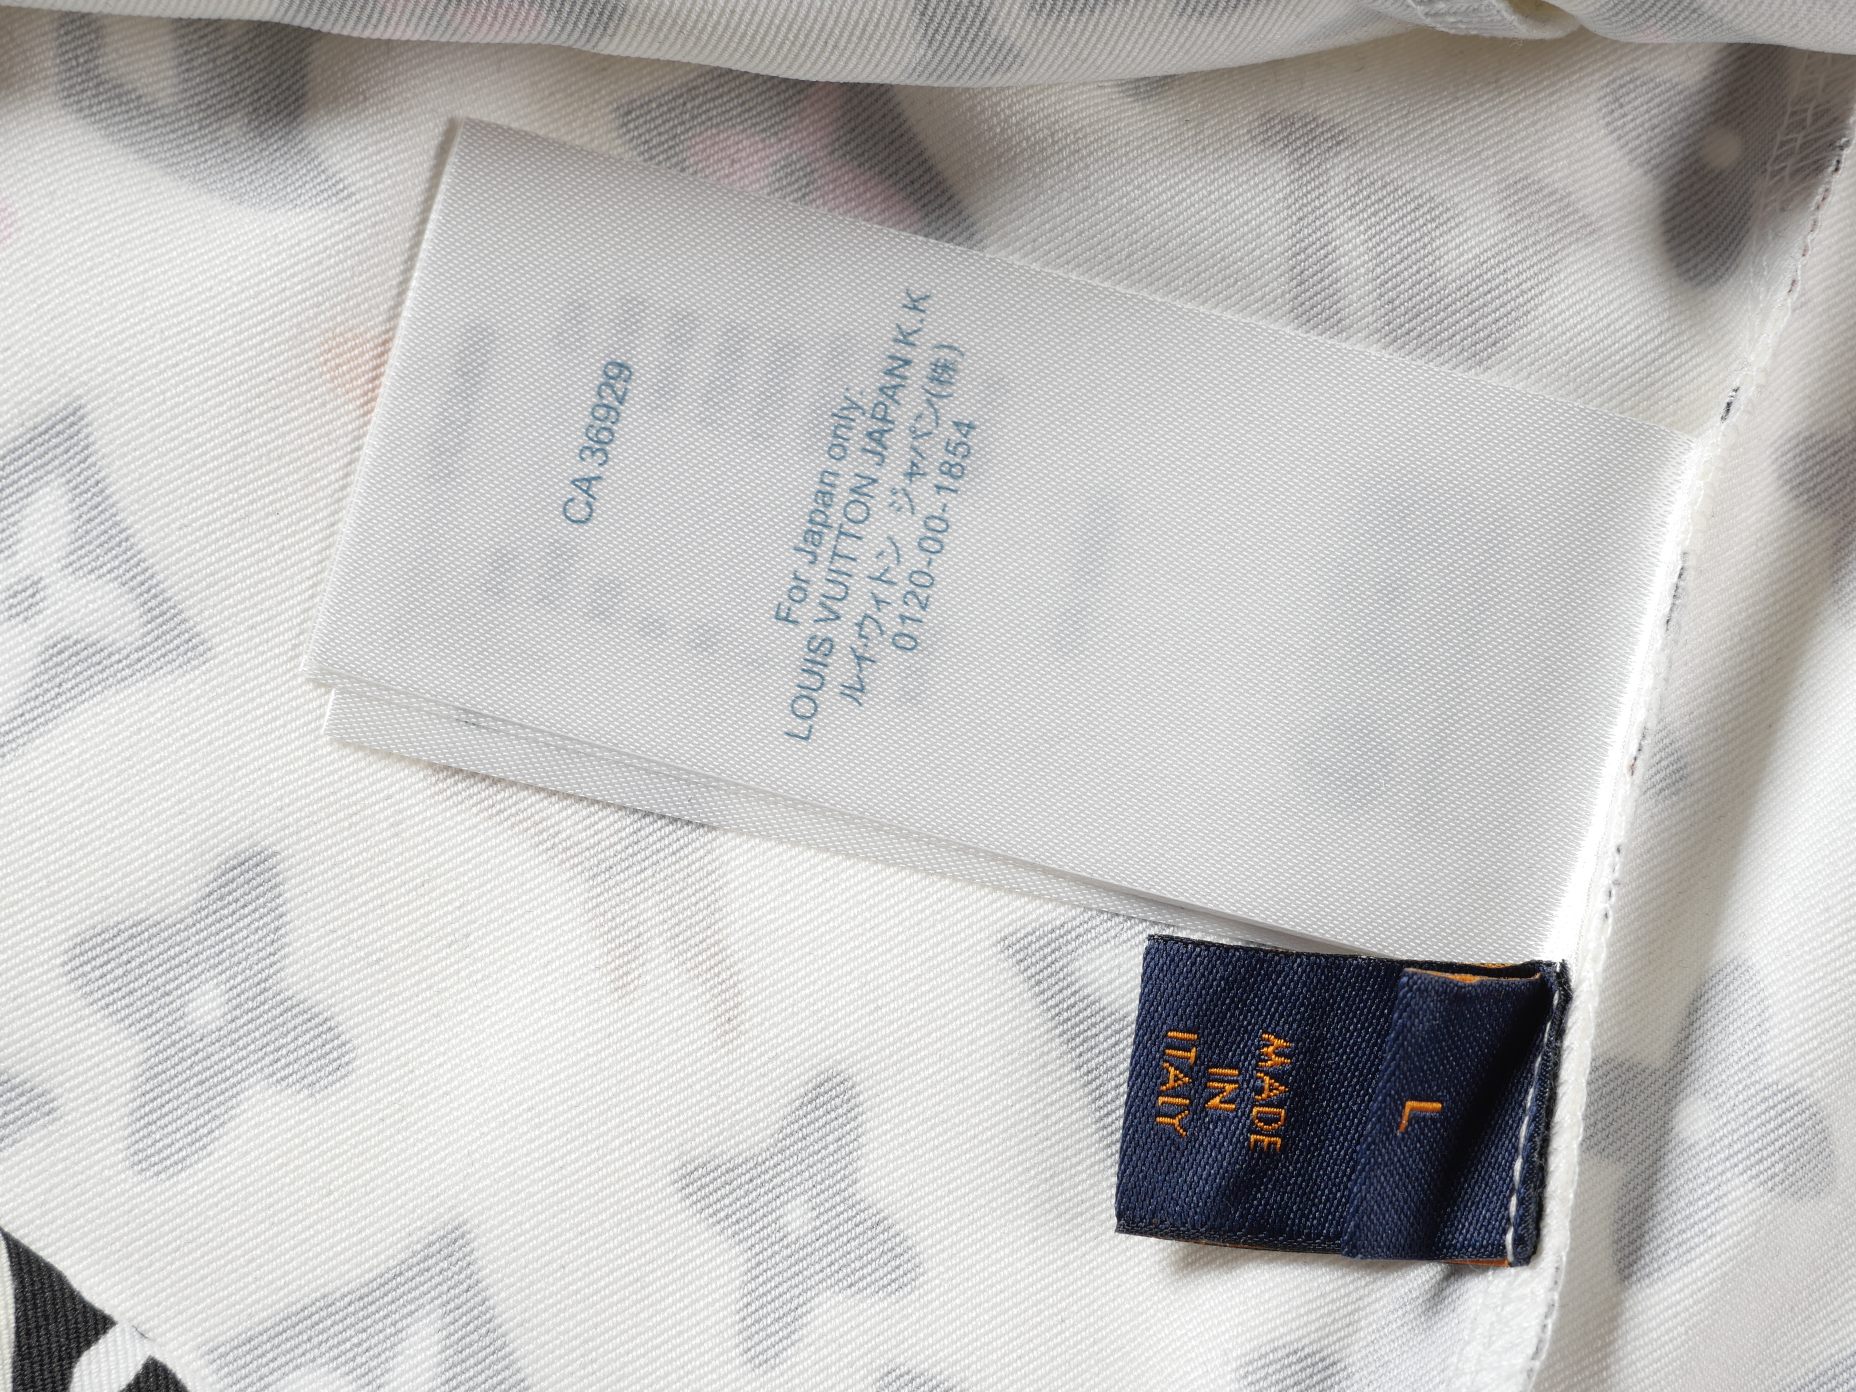 CA 36929
For Japan only:
LOUIS VUITTON JAPAN K.K
ルイ・ヴィトン ジャパン(株)
0120-00-1854
L
MADE
IN
ITALY